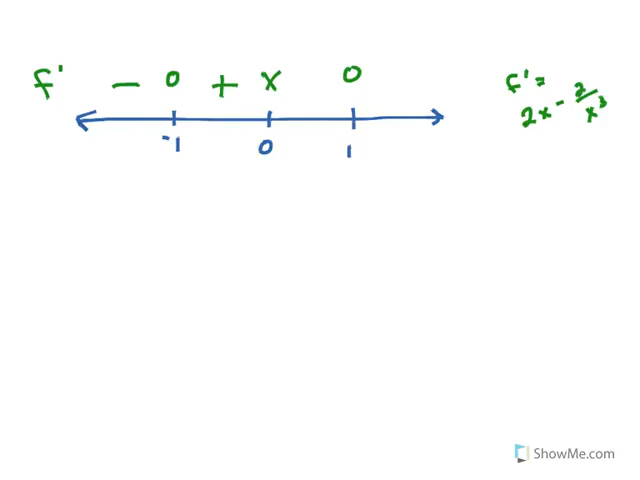 f' − 0 + x 0
-1 0 1
f' =
2x - 2/x³
ShowMe.com